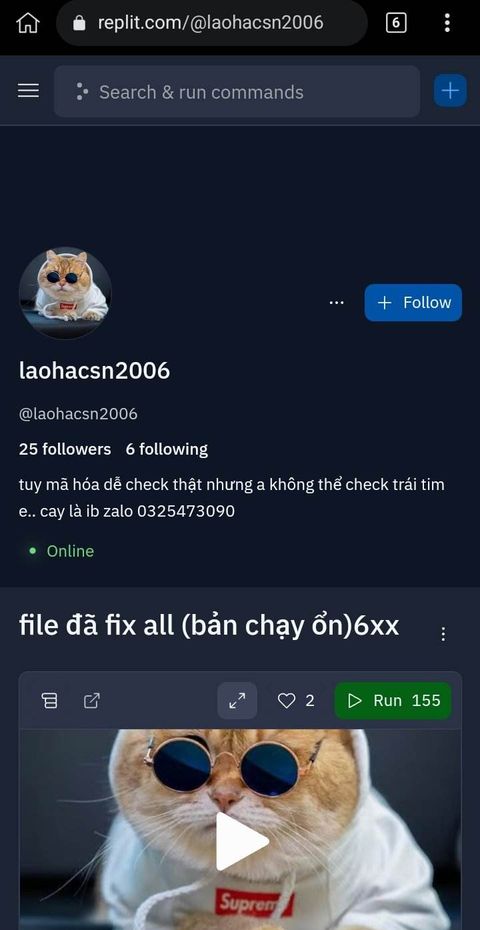 replit.com/@laohacsn2006
6
Search & run commands
Supreme
Follow
laohacsn2006
@laohacsn2006
25 followers 6 following
tuy mã hóa dễ check thật nhưng a không thể check trái tim
e.. cay là ib zalo 0325473090
Online
file đã fix all (bản chạy ổn)6xx
2
Run 155
Supreme